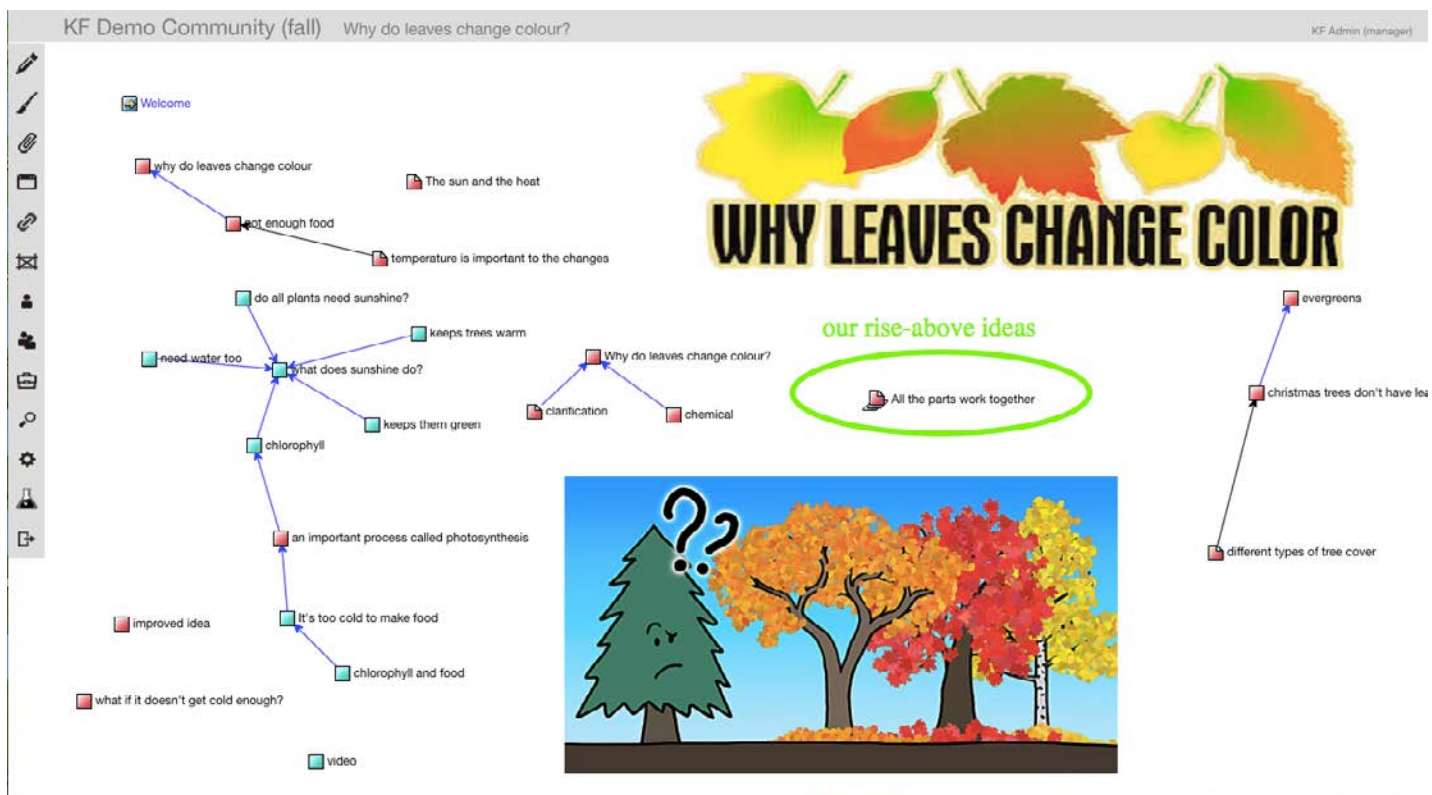 KF Demo Community (fall) Why do leaves change colour? KF Admin (manager)
Welcome
why do leaves change colour
The sun and the heat
not enough food
temperature is important to the changes
WHY LEAVES CHANGE COLOR
do all plants need sunshine?
keeps trees warm
need water too
what does sunshine do?
keeps them green
chlorophyll
Why do leaves change colour?
clarification
chemical
our rise-above ideas
All the parts work together
evergreens
christmas trees don't have lea
different types of tree cover
an important process called photosynthesis
It's too cold to make food
chlorophyll and food
improved idea
what if it doesn't get cold enough?
video
??